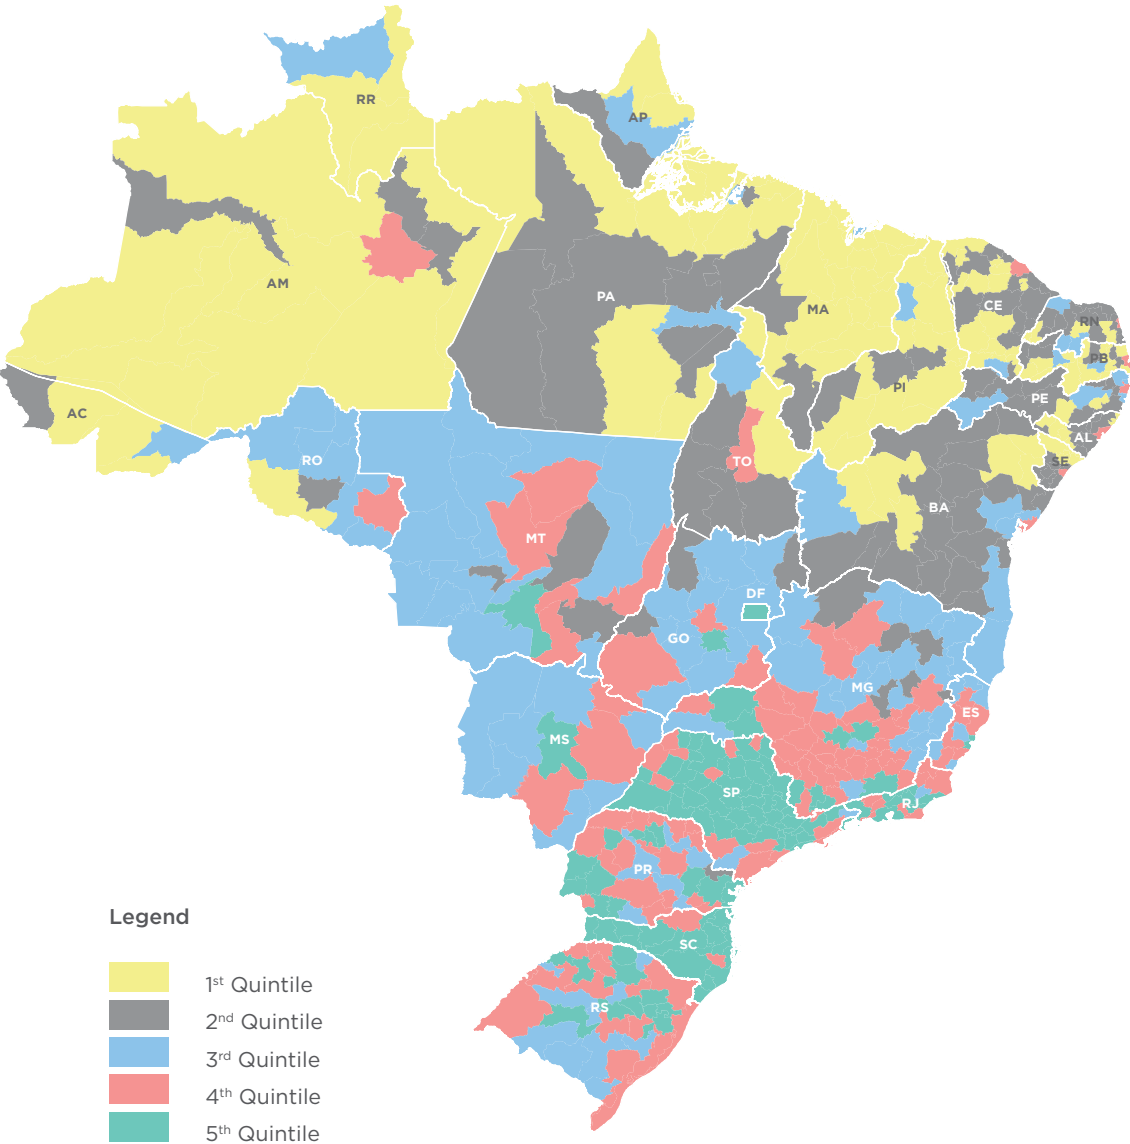 RR
AP
AM
PA
MA
CE
RN
PB
PI
PE
AC
AL
TO
RO
SE
BA
MT
DF
GO
MG
ES
MS
SP
RJ
PR
SC
RS
Legend
1st Quintile
2nd Quintile
3rd Quintile
4th Quintile
5th Quintile